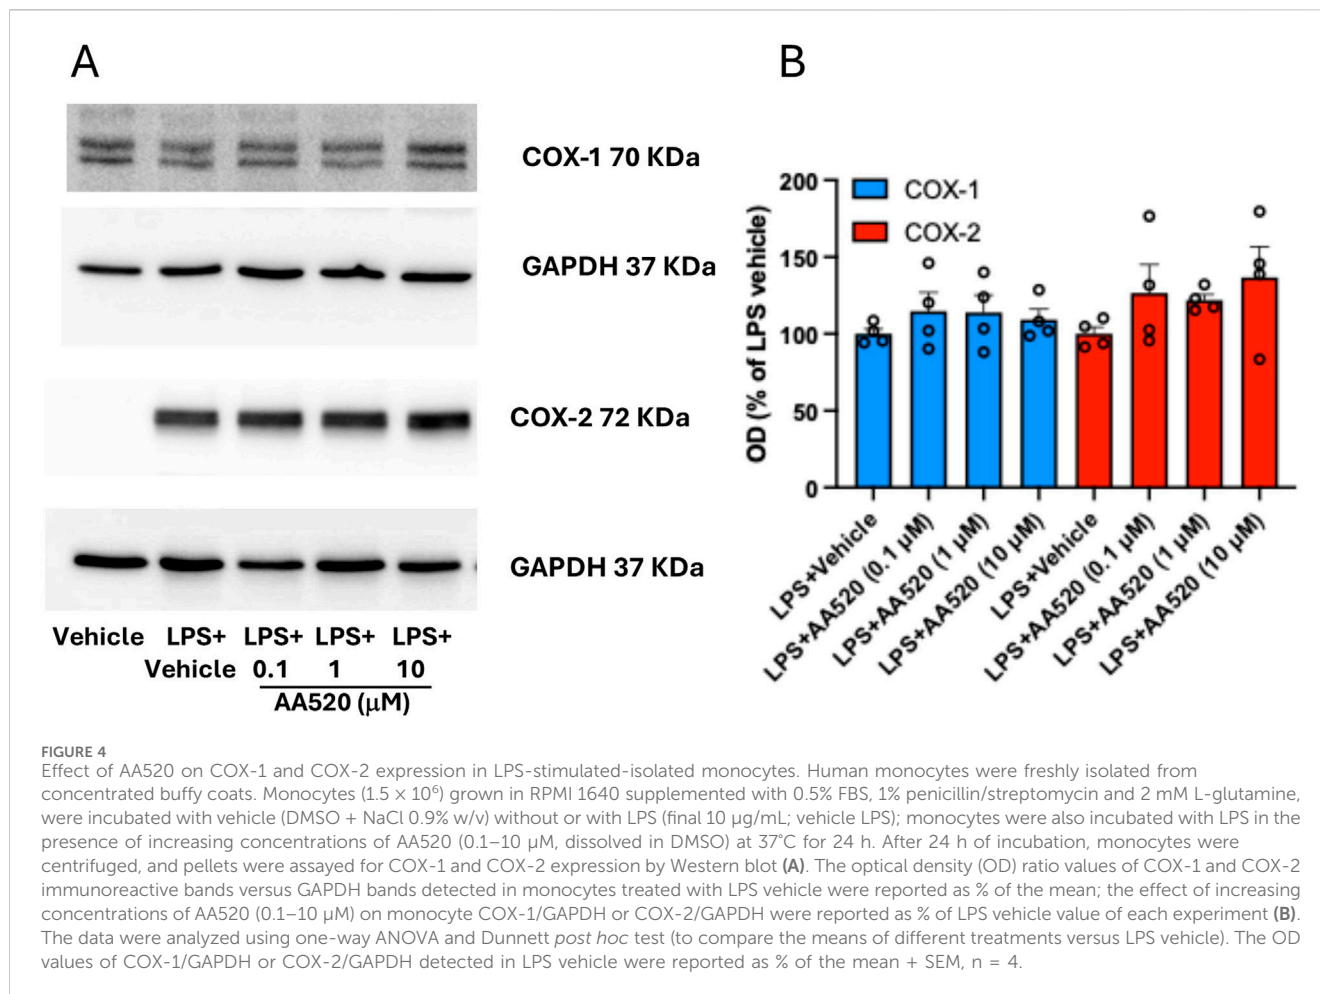 A
COX-1 70 KDa
GAPDH 37 KDa
COX-2 72 KDa
GAPDH 37 KDa
Vehicle LPS+ LPS+ LPS+ LPS+
Vehicle 0.1 1 10
AA520 (μM)
B
COX-1
COX-2
OD (% of LPS vehicle)
200
150
100
50
0
LPS+Vehicle
LPS+AA520 (0.1 μM)
LPS+AA520 (1 μM)
LPS+AA520 (10 μM)
LPS+Vehicle
LPS+AA520 (0.1 μM)
LPS+AA520 (1 μM)
LPS+AA520 (10 μM)
FIGURE 4
Effect of AA520 on COX-1 and COX-2 expression in LPS-stimulated-isolated monocytes. Human monocytes were freshly isolated from
concentrated buffy coats. Monocytes (1.5 × 10⁶) grown in RPMI 1640 supplemented with 0.5% FBS, 1% penicillin/streptomycin and 2 mM L-glutamine,
were incubated with vehicle (DMSO + NaCl 0.9% w/v) without or with LPS (final 10 μg/mL; vehicle LPS); monocytes were also incubated with LPS in the
presence of increasing concentrations of AA520 (0.1–10 μM, dissolved in DMSO) at 37°C for 24 h. After 24 h of incubation, monocytes were
centrifuged, and pellets were assayed for COX-1 and COX-2 expression by Western blot (A). The optical density (OD) ratio values of COX-1 and COX-2
immunoreactive bands versus GAPDH bands detected in monocytes treated with LPS vehicle were reported as % of the mean; the effect of increasing
concentrations of AA520 (0.1–10 μM) on monocyte COX-1/GAPDH or COX-2/GAPDH were reported as % of LPS vehicle value of each experiment (B).
The data were analyzed using one-way ANOVA and Dunnett post hoc test (to compare the means of different treatments versus LPS vehicle). The OD
values of COX-1/GAPDH or COX-2/GAPDH detected in LPS vehicle were reported as % of the mean + SEM, n = 4.